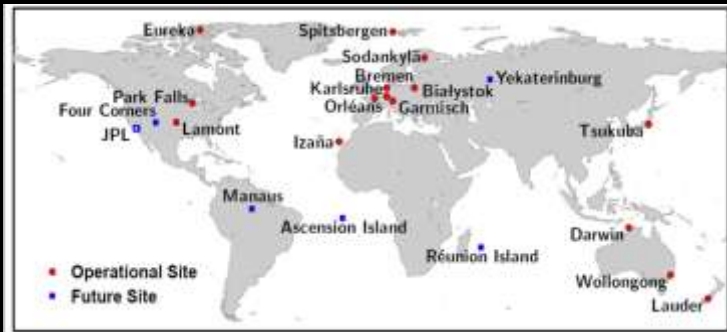 Eureka
Spitsbergen
Sodankylä
Bremen
Karlsruhe
Białystok
Yekaterinburg
Park Falls
Orléans
Garmisch
Four Corners
JPL
Lamont
Izaña
Tsukuba
Manaus
Ascension Island
Réunion Island
Darwin
Operational Site
Future Site
Wollongong
Lauder